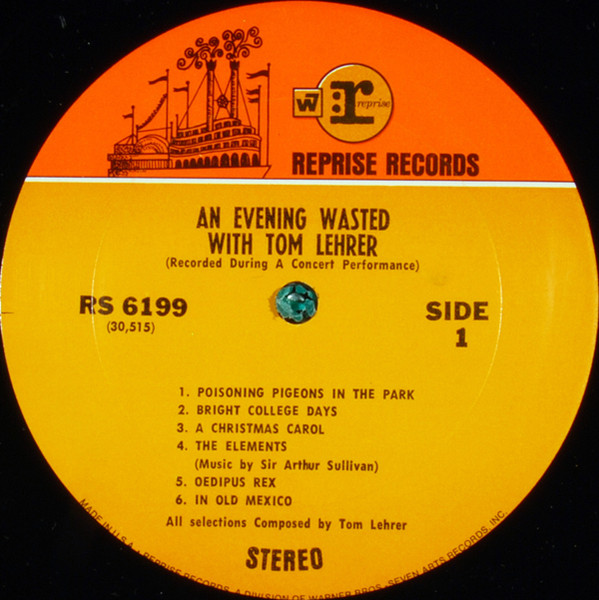 W7
r
reprise
REPRISE RECORDS
AN EVENING WASTED
WITH TOM LEHRER
(Recorded During A Concert Performance)
RS 6199
(30,515)
SIDE
1
1. POISONING PIGEONS IN THE PARK
2. BRIGHT COLLEGE DAYS
3. A CHRISTMAS CAROL
4. THE ELEMENTS
(Music by Sir Arthur Sullivan)
5. OEDIPUS REX
6. IN OLD MEXICO
All selections Composed by Tom Lehrer
STEREO
MADE IN U.S.A. • REPRISE RECORDS, A DIVISION OF WARNER BROS. SEVEN ARTS RECORDS, INC.